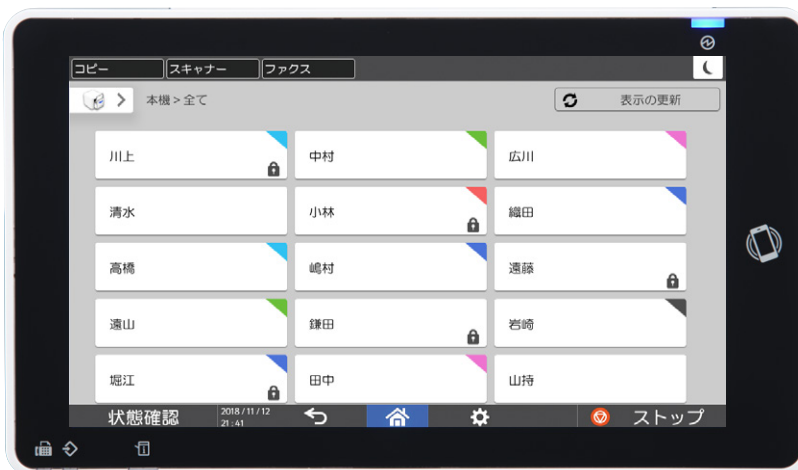 コピー
スキャナー
ファクス
本機 > 全て
表示の更新
川上
中村
広川
清水
小林
織田
高橋
嶋村
遠藤
遠山
鎌田
岩崎
堀江
田中
山持
状態確認
2018 / 11 / 12
21 : 41
ストップ